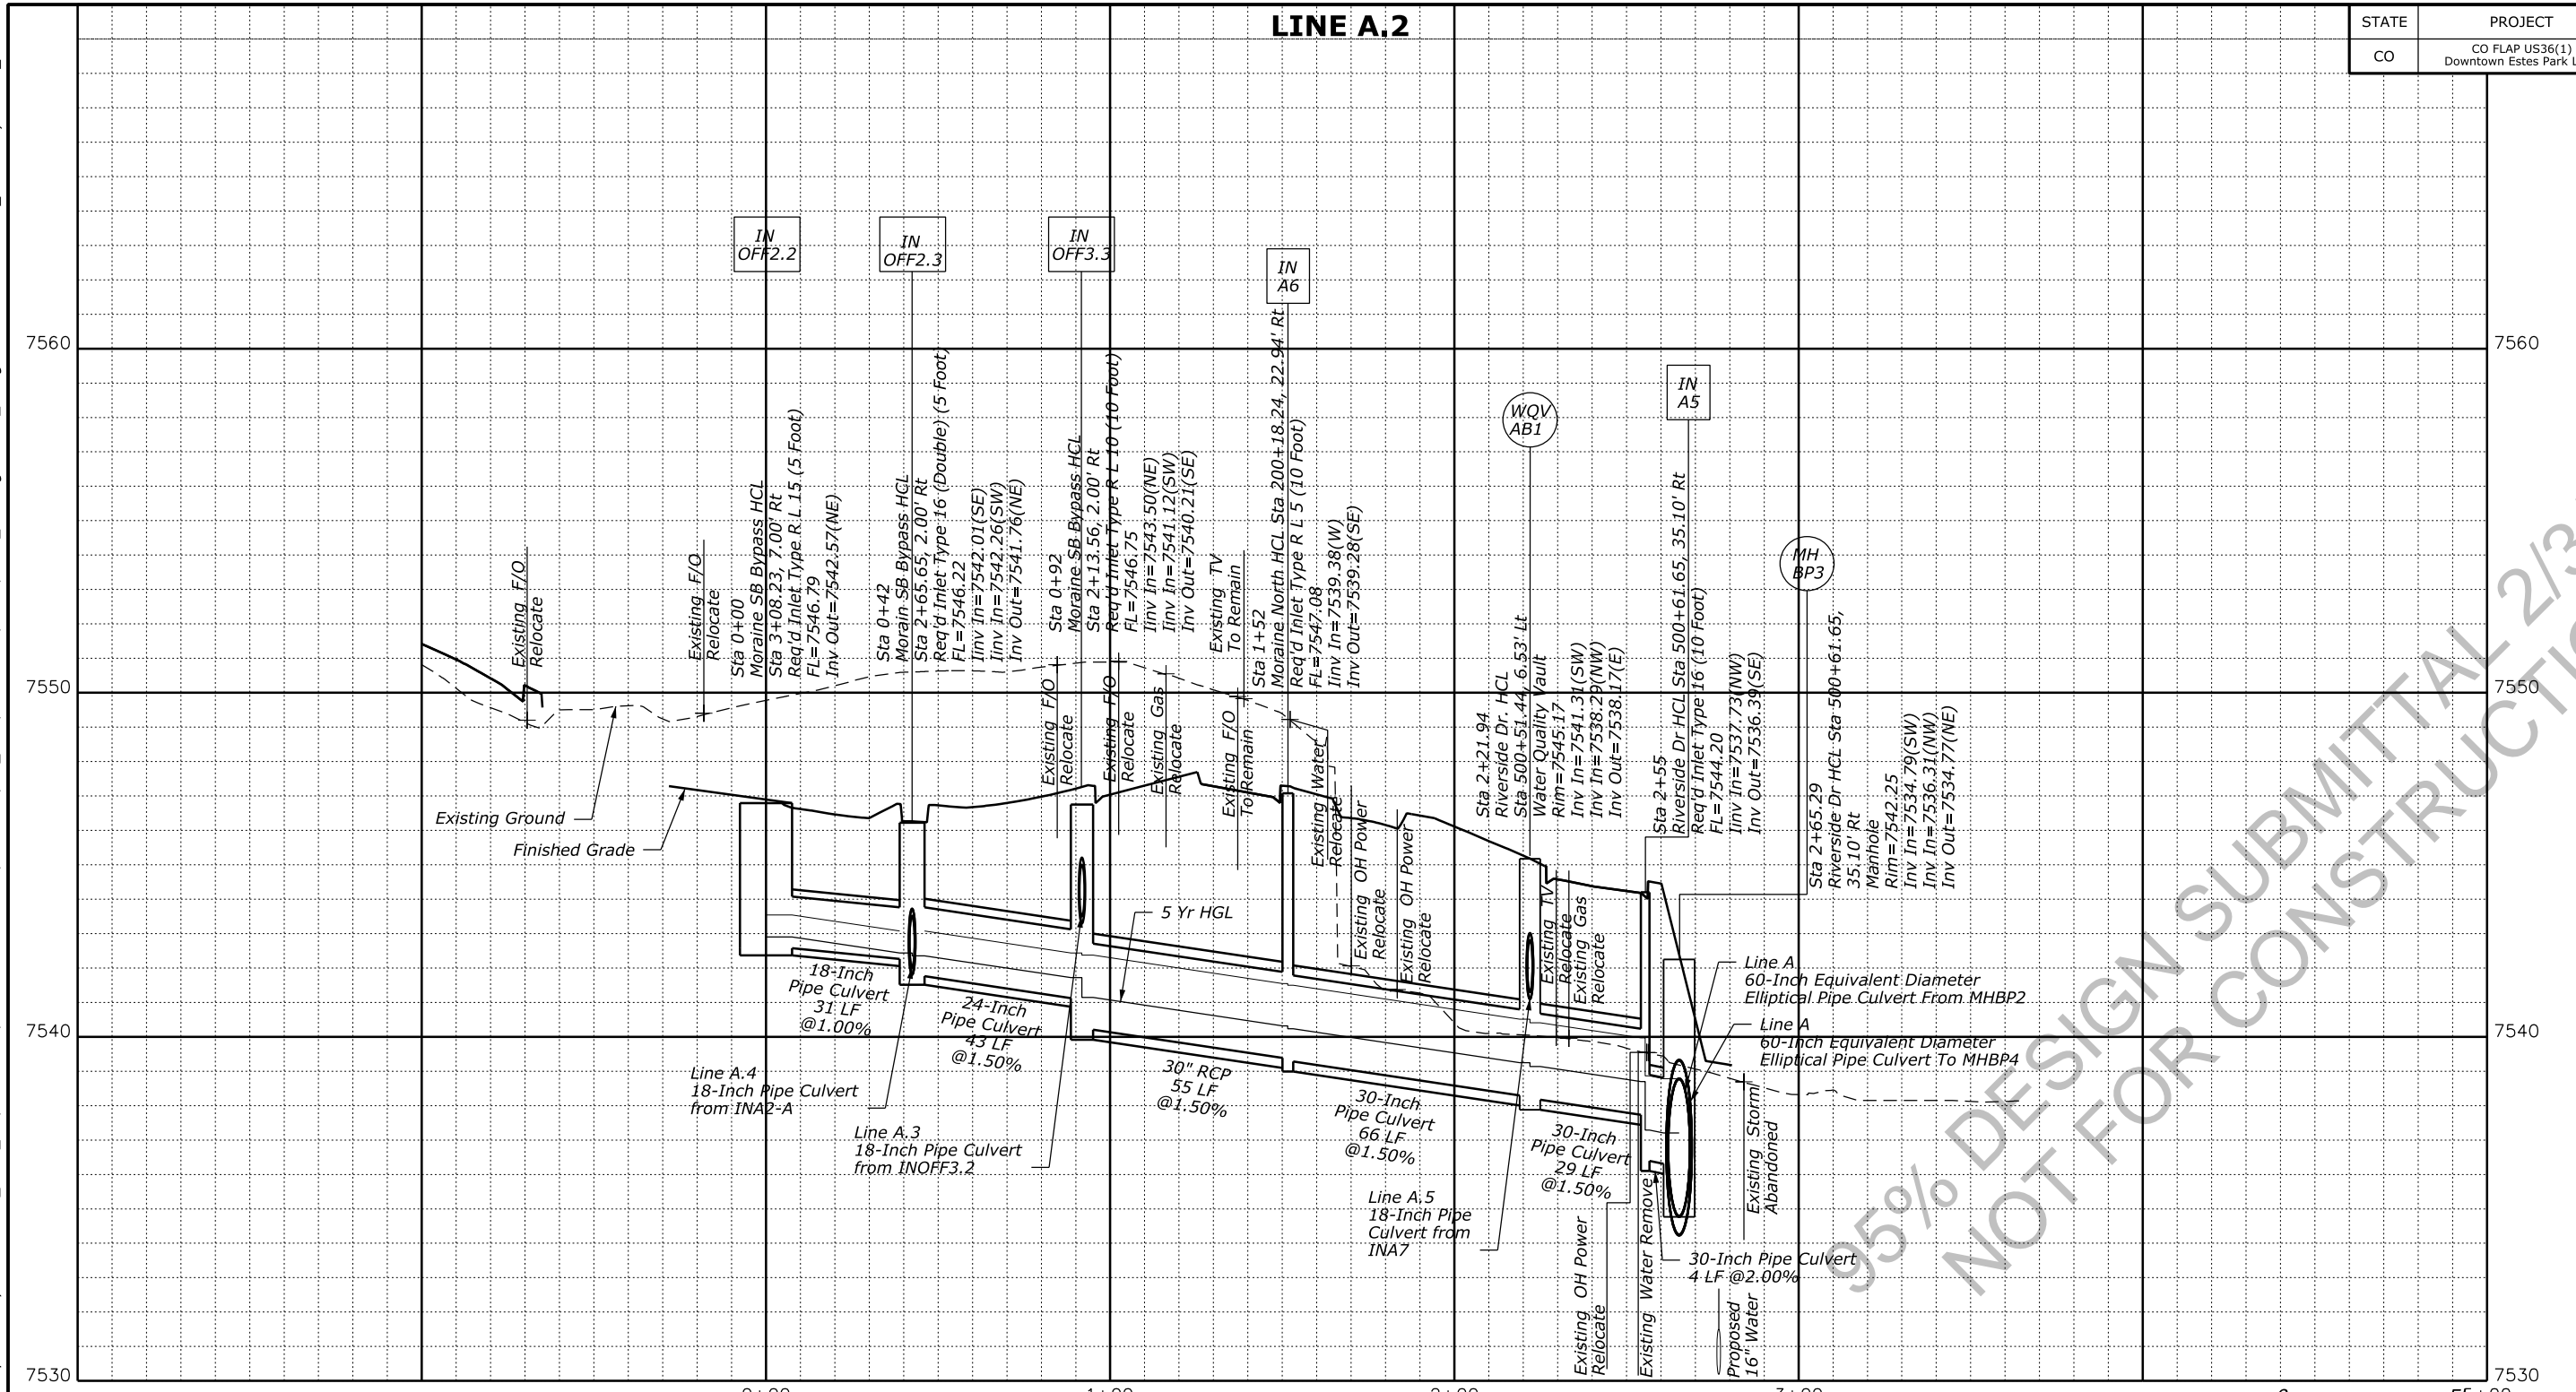 LINE A.2
STATE
PROJECT
CO
CO FLAP US36(1)
Downtown Estes Park L
IN
OFF2.2
IN
OFF2.3
IN
OFF3.3
IN
A6
WQV
AB1
IN
A5
MH
BP3
7560
7560
7550
7550
7540
7540
7530
7530
Existing F/O
Relocate
Existing F/O
Relocate
Sta 0+00
Moraine SB Bypass HCL
Sta 3+08.23, 7.00' Rt
Req'd Inlet Type R L 15 (5 Foot)
FL=7546.79
Inv Out=7542.57(NE)
Sta 0+42
Morain SB Bypass HCL
Sta 2+65.65, 2.00' Rt
Req'd Inlet Type 16 (Double) (5 Foot)
FL=7546.22
Iinv In=7542.01(SE)
Iinv In=7542.26(SW)
Inv Out=7541.76(NE)
Sta 0+92
Moraine SB Bypass HCL
Sta 2+13.56, 2.00' Rt
Req'd Inlet Type R L 10 (10 Foot)
FL=7546.75
Iinv In=7543.50(NE)
Iinv In=7541.12(SW)
Inv Out=7540.21(SE)
Existing TV
To Remain
Sta 1+52
Moraine North HCL Sta 200+18.24, 22.94' Rt
Req'd Inlet Type R L 5 (10 Foot)
FL=7547.08
Iinv In=7539.38(W)
Inv Out=7539.28(SE)
Sta 2+21.94
Riverside Dr. HCL
Sta 500+51.44, 6.53' Lt
Water Quality Vault
Rim=7545.17
Inv In=7541.31(SW)
Inv In=7538.29(NW)
Inv Out=7538.17(E)
Sta 2+55
Riverside Dr HCL Sta 500+61.65, 35.10' Rt
Req'd Inlet Type 16 (10 Foot)
FL=7544.20
Iinv In=7537.73(NW)
Inv Out=7536.39(SE)
Sta 2+65.29
Riverside Dr HCL Sta 500+61.65,
35.10' Rt
Manhole
Rim=7542.25
Inv In=7534.79(SW)
Inv In=7536.31(NW)
Inv Out=7534.77(NE)
Existing F/O
Relocate
Existing F/O
Relocate
Existing Gas
Relocate
Existing F/O
To Remain
Existing Water
Relocate
Existing OH Power
Relocate
Existing OH Power
Relocate
Existing TV
Relocate
Existing Gas
Relocate
Existing Ground
Finished Grade
5 Yr HGL
18-Inch
Pipe Culvert
31 LF
@1.00%
24-Inch
Pipe Culvert
43 LF
@1.50%
30" RCP
55 LF
@1.50%
30-Inch
Pipe Culvert
66 LF
@1.50%
30-Inch
Pipe Culvert
29 LF
@1.50%
Line A.4
18-Inch Pipe Culvert
from INA2-A
Line A.3
18-Inch Pipe Culvert
from INOFF3.2
Line A.5
18-Inch Pipe
Culvert from
INA7
Line A
60-Inch Equivalent Diameter
Elliptical Pipe Culvert From MHBP2
Line A
60-Inch Equivalent Diameter
Elliptical Pipe Culvert To MHBP4
30-Inch Pipe Culvert
4 LF @2.00%
Existing OH Power
Relocate
Existing Water Remove
Existing Storm
Abandoned
Proposed
16" Water
95% DESIGN SUBMITTAL 2/3
NOT FOR CONSTRUCTIO